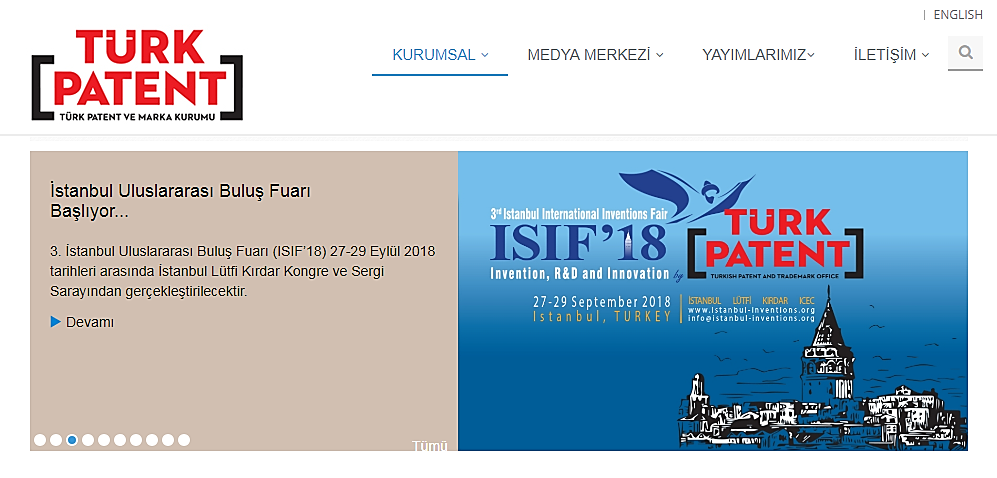 | ENGLISH
TÜRK
PATENT
TÜRK PATENT VE MARKA KURUMU
KURUMSAL
MEDYA MERKEZİ
YAYIMLARIMIZ
İLETİŞİM
İstanbul Uluslararası Buluş Fuarı
Başlıyor...
3. İstanbul Uluslararası Buluş Fuarı (ISIF'18) 27-29 Eylül 2018
tarihleri arasında İstanbul Lütfi Kırdar Kongre ve Sergi
Sarayından gerçekleştirilecektir.
Devamı
Tümü
3rd Istanbul International Inventions Fair
ISIF'18
Invention, R&D and Innovation by
TÜRK
PATENT
TURKISH PATENT AND TRADEMARK OFFICE
27-29 September 2018
Istanbul, TURKEY
İSTANBUL LÜTFİ KIRDAR ICEC
www.istanbul-inventions.org
info@istanbul-inventions.org